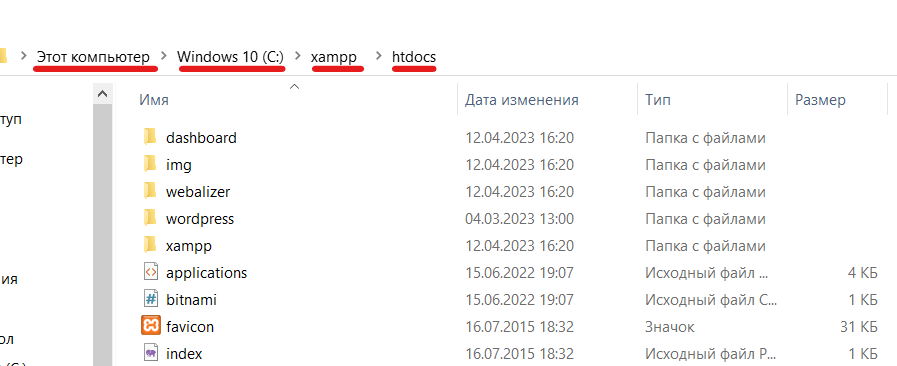 Этот компьютер > Windows 10 (C:) > xampp > htdocs
Имя Дата изменения Тип Размер
ступ
тер
ния
ол
dashboard 12.04.2023 16:20 Папка с файлами
img 12.04.2023 16:20 Папка с файлами
webalizer 12.04.2023 16:20 Папка с файлами
wordpress 04.03.2023 13:00 Папка с файлами
xampp 12.04.2023 16:20 Папка с файлами
applications 15.06.2022 19:07 Исходный файл ... 4 КБ
bitnami 15.06.2022 19:07 Исходный файл C... 1 КБ
favicon 16.07.2015 18:32 Значок 31 КБ
index 16.07.2015 18:32 Исходный файл P... 1 КБ